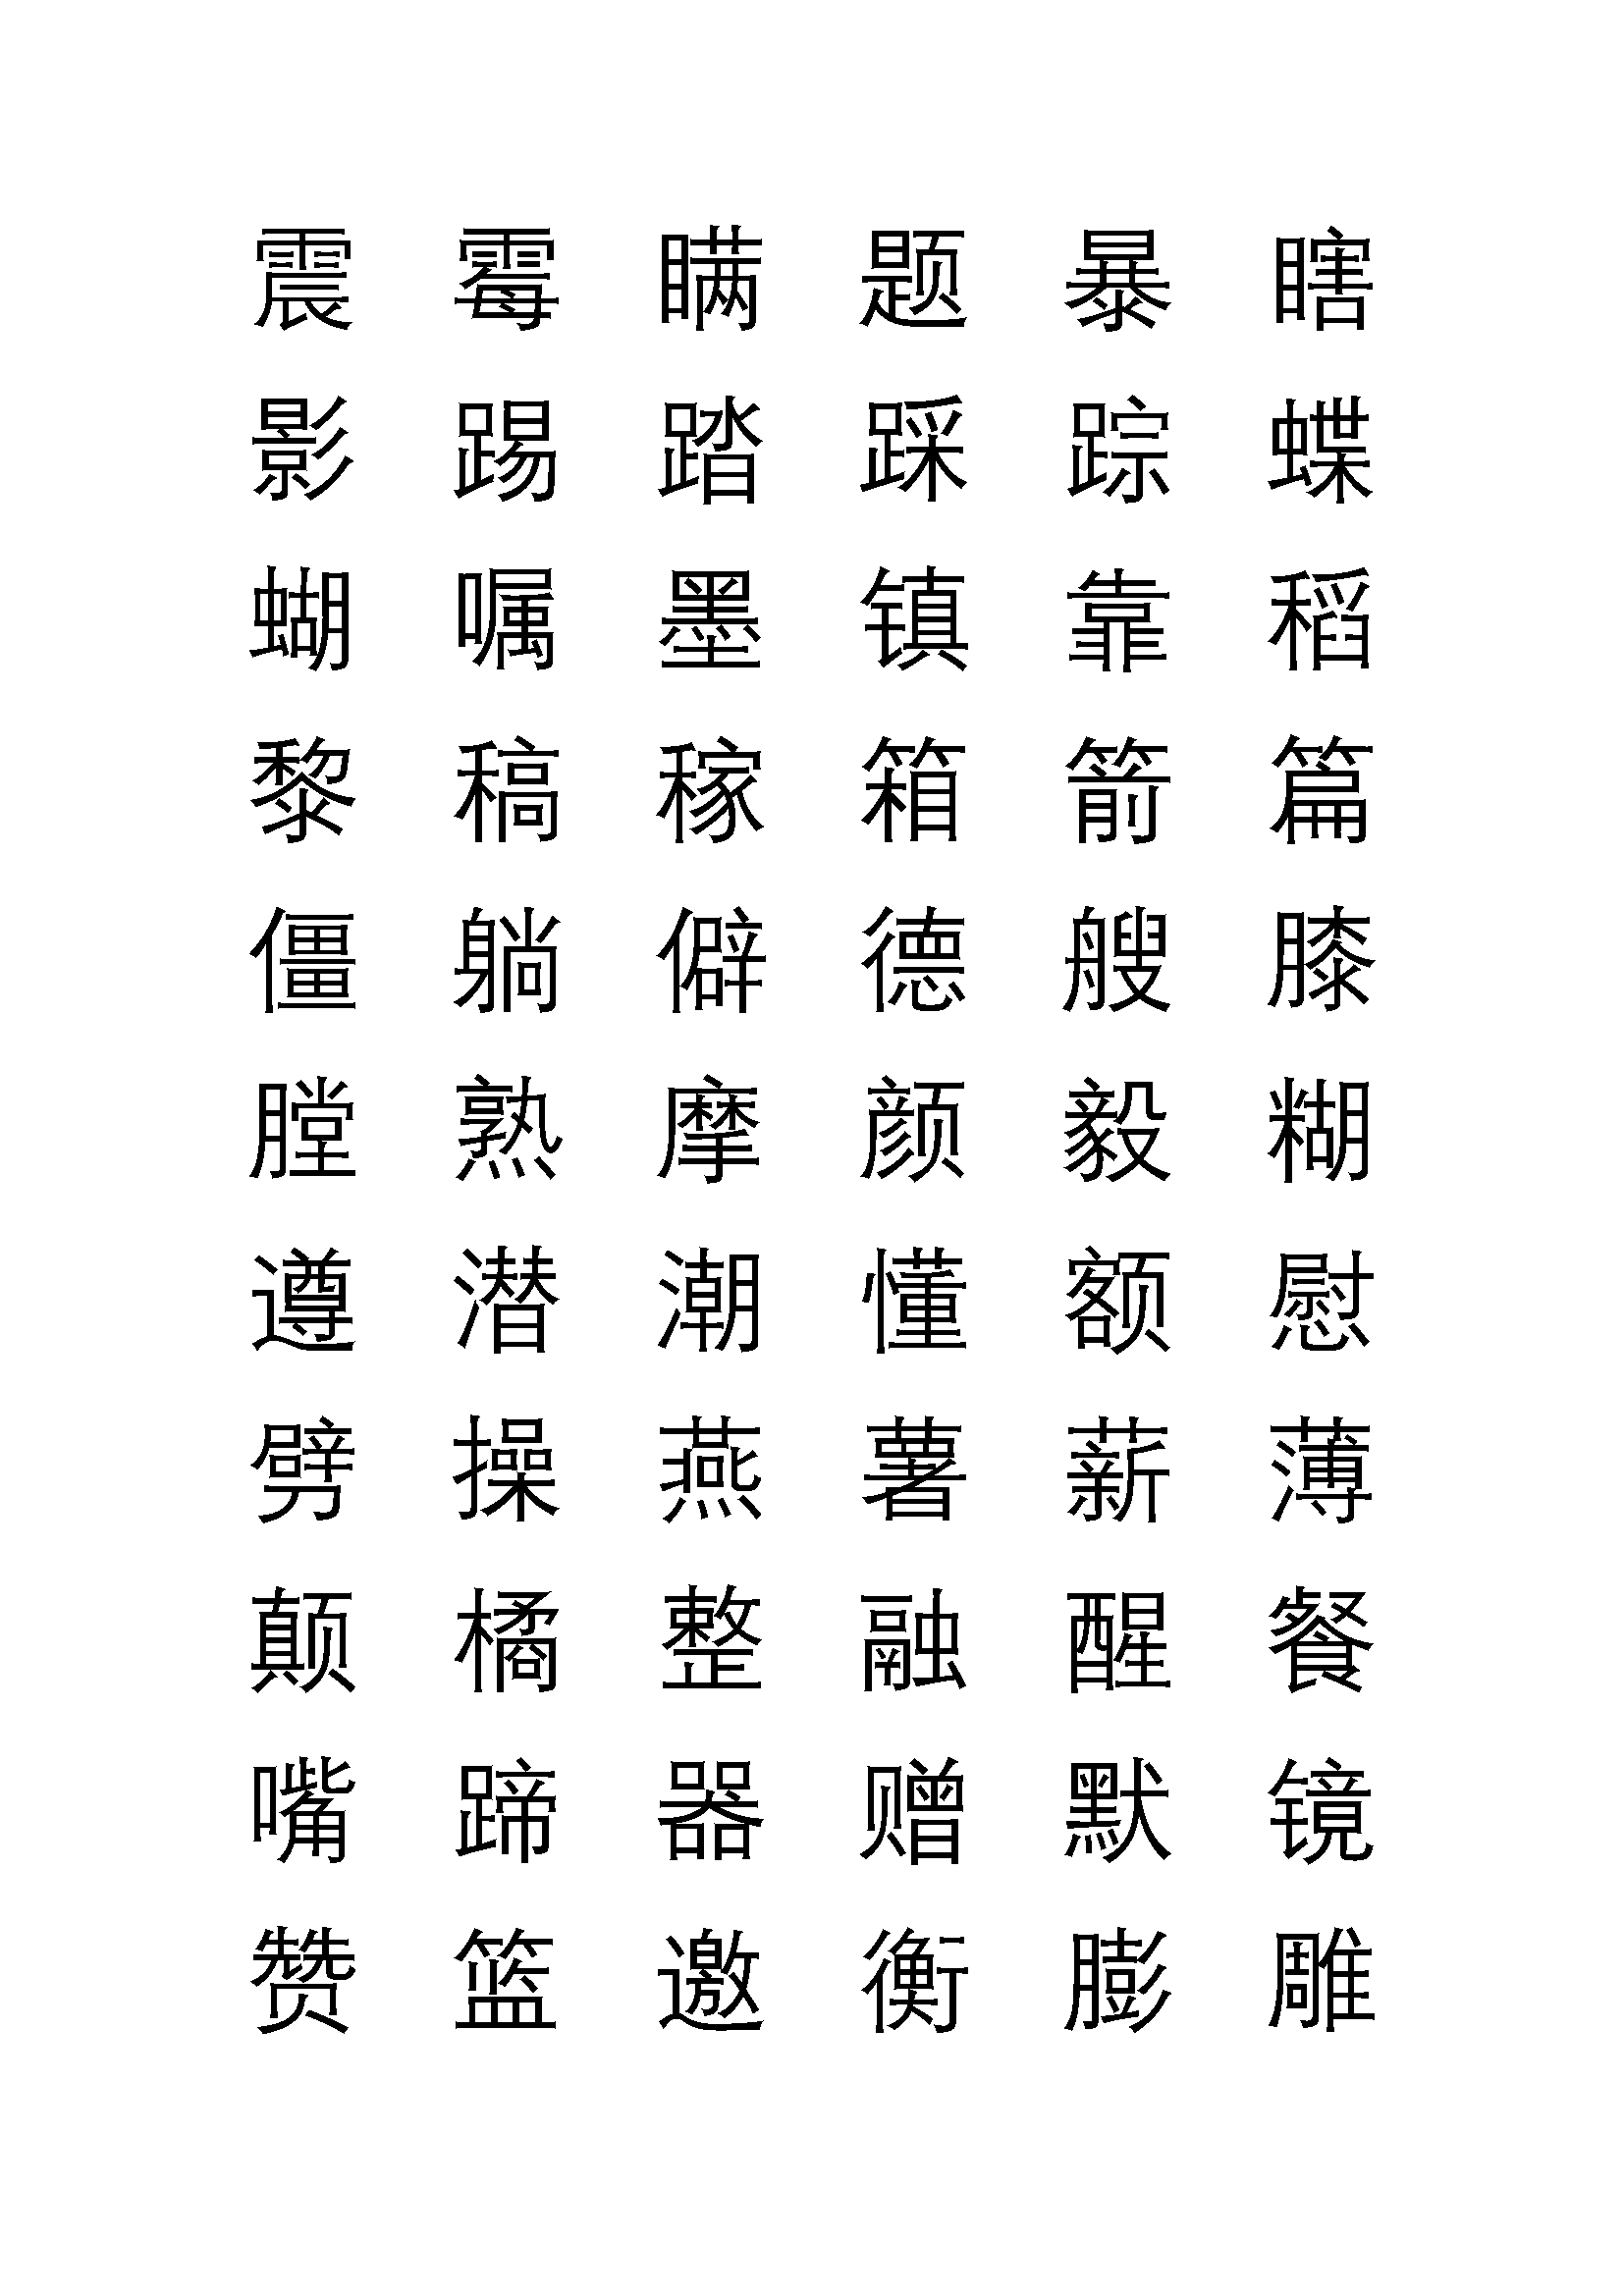 震 霉 瞒 题 暴 瞎
影 踢 踏 踩 踪 蝶
蝴 嘱 墨 镇 靠 稻
黎 稿 稼 箱 箭 篇
僵 躺 僻 德 艘 膝
膛 熟 摩 颜 毅 糊
遵 潜 潮 懂 额 慰
劈 操 燕 薯 薪 薄
颠 橘 整 融 醒 餐
嘴 蹄 器 赠 默 镜
赞 篮 邀 衡 膨 雕